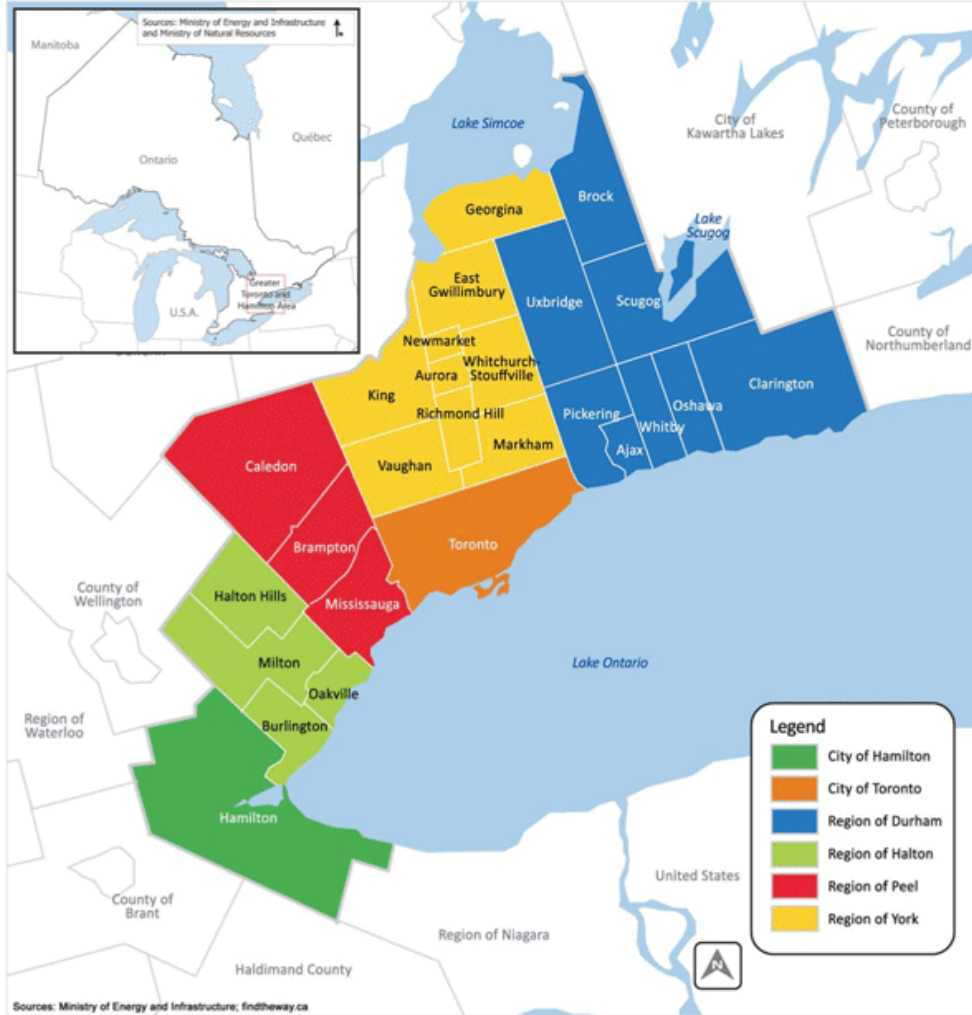 Sources: Ministry of Energy and Infrastructure
and Ministry of Natural Resources
Manitoba
Ontario
Québec
U.S.A.
Greater
Toronto and
Hamilton Area
Lake Simcoe
City of
Kawartha Lakes
County of
Peterborough
Brock
Georgina
Lake
Scugog
East
Gwillimbury
Uxbridge
Scugog
County of
Northumberland
Newmarket
Whitchurch-
Stouffville
Aurora
King
Richmond Hill
Clarington
Pickering
Oshawa
Whitby
Ajax
Markham
Vaughan
Caledon
Toronto
Brampton
Mississauga
County of
Wellington
Halton Hills
Milton
Oakville
Lake Ontario
Region of
Waterloo
Burlington
Hamilton
Legend
City of Hamilton
City of Toronto
Region of Durham
Region of Halton
Region of Peel
Region of York
United States
County of
Brant
Region of Niagara
Haldimand County
N
Sources: Ministry of Energy and Infrastructure; findtheway.ca